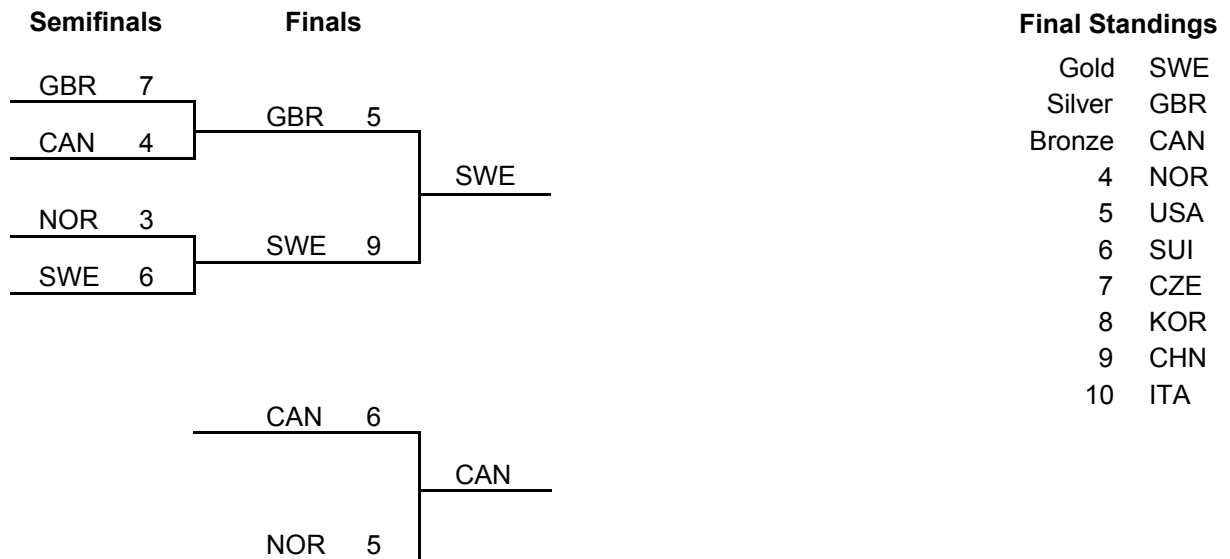 Semifinals Finals Final Standings
Gold SWE
GBR 7
Silver GBR
GBR 5
Bronze CAN
CAN 4
SWE
4 NOR
NOR 3
5 USA
SWE 9
6 SUI
SWE 6
7 CZE
8 KOR
9 CHN
10 ITA
CAN 6
CAN
NOR 5